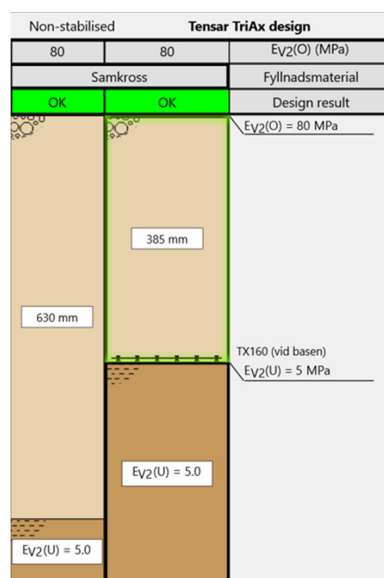 Non-stabilised Tensar TriAx design
80 80 EV2(O) (MPa)
Samkross Fyllnadsmaterial
OK OK Design result
EV2(O) = 80 MPa
385 mm
630 mm
TX160 (vid basen)
EV2(U) = 5 MPa
EV2(U) = 5.0
EV2(U) = 5.0